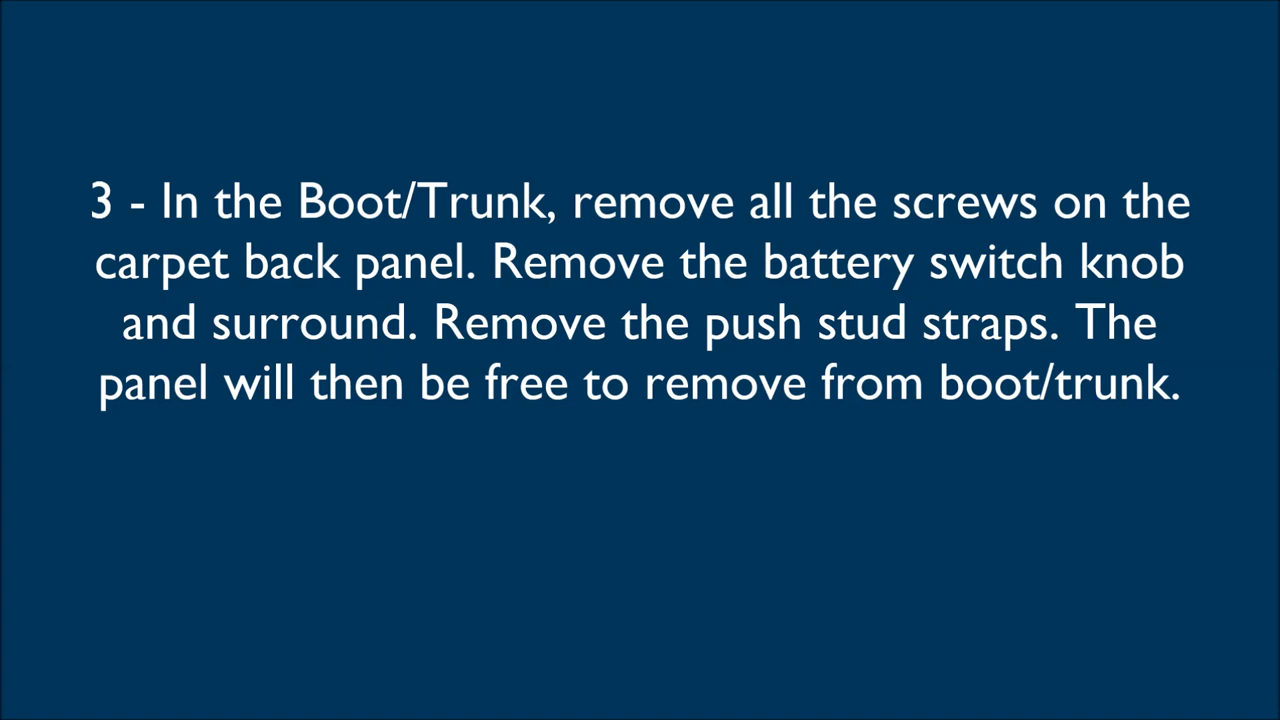 3 - In the Boot/Trunk, remove all the screws on the
carpet back panel. Remove the battery switch knob
and surround. Remove the push stud straps. The
panel will then be free to remove from boot/trunk.